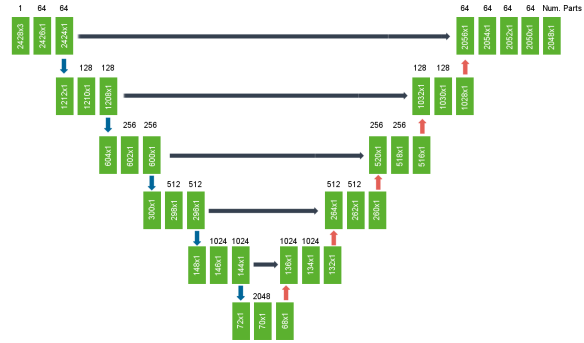 1 64 64 64 64 64 64 Num. Parts
2428x3 2426x1 2424x1 2056x1 2054x1 2052x1 2050x1 2048x1
128 128 128 128
1212x1 1210x1 1208x1 1032x1 1030x1 1028x1
256 256 256 256
604x1 602x1 600x1 520x1 518x1 516x1
512 512 512 512
300x1 298x1 296x1 264x1 262x1 260x1
1024 1024 1024 1024
148x1 146x1 144x1 136x1 134x1 132x1
2048
72x1 70x1 68x1